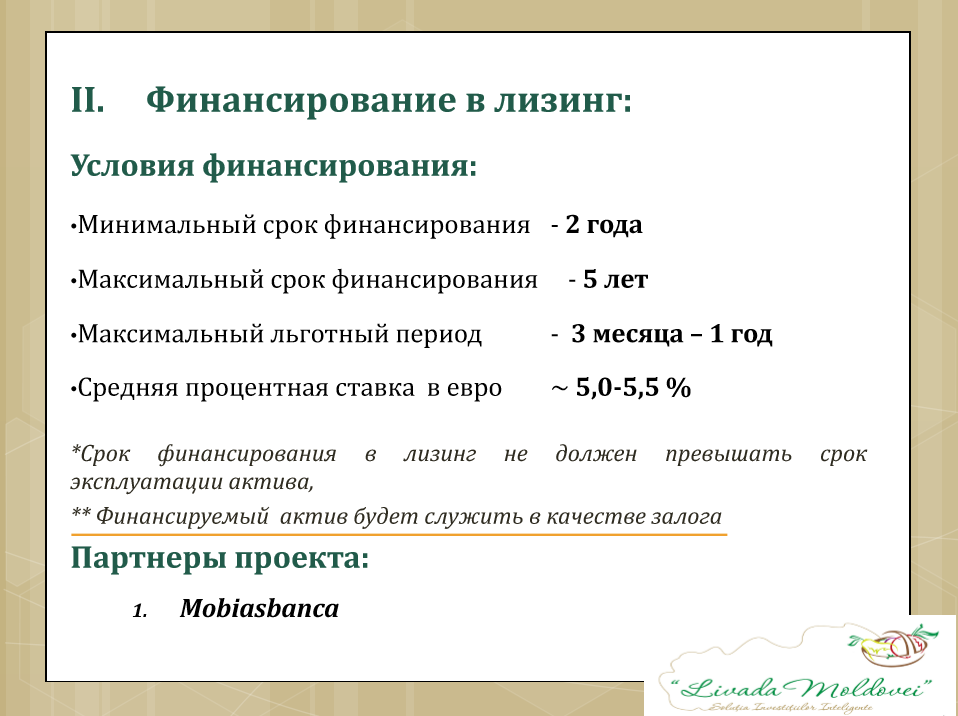 II. Финансирование в лизинг:
Условия финансирования:
•Минимальный срок финансирования - 2 года
•Максимальный срок финансирования - 5 лет
•Максимальный льготный период - 3 месяца – 1 год
•Средняя процентная ставка в евро ~ 5,0-5,5 %
*Срок финансирования в лизинг не должен превышать срок
эксплуатации актива,
** Финансируемый актив будет служить в качестве залога
Партнеры проекта:
1. Mobiasbanca
“Livada Moldovei”
Soluția Investițiilor Inteligente